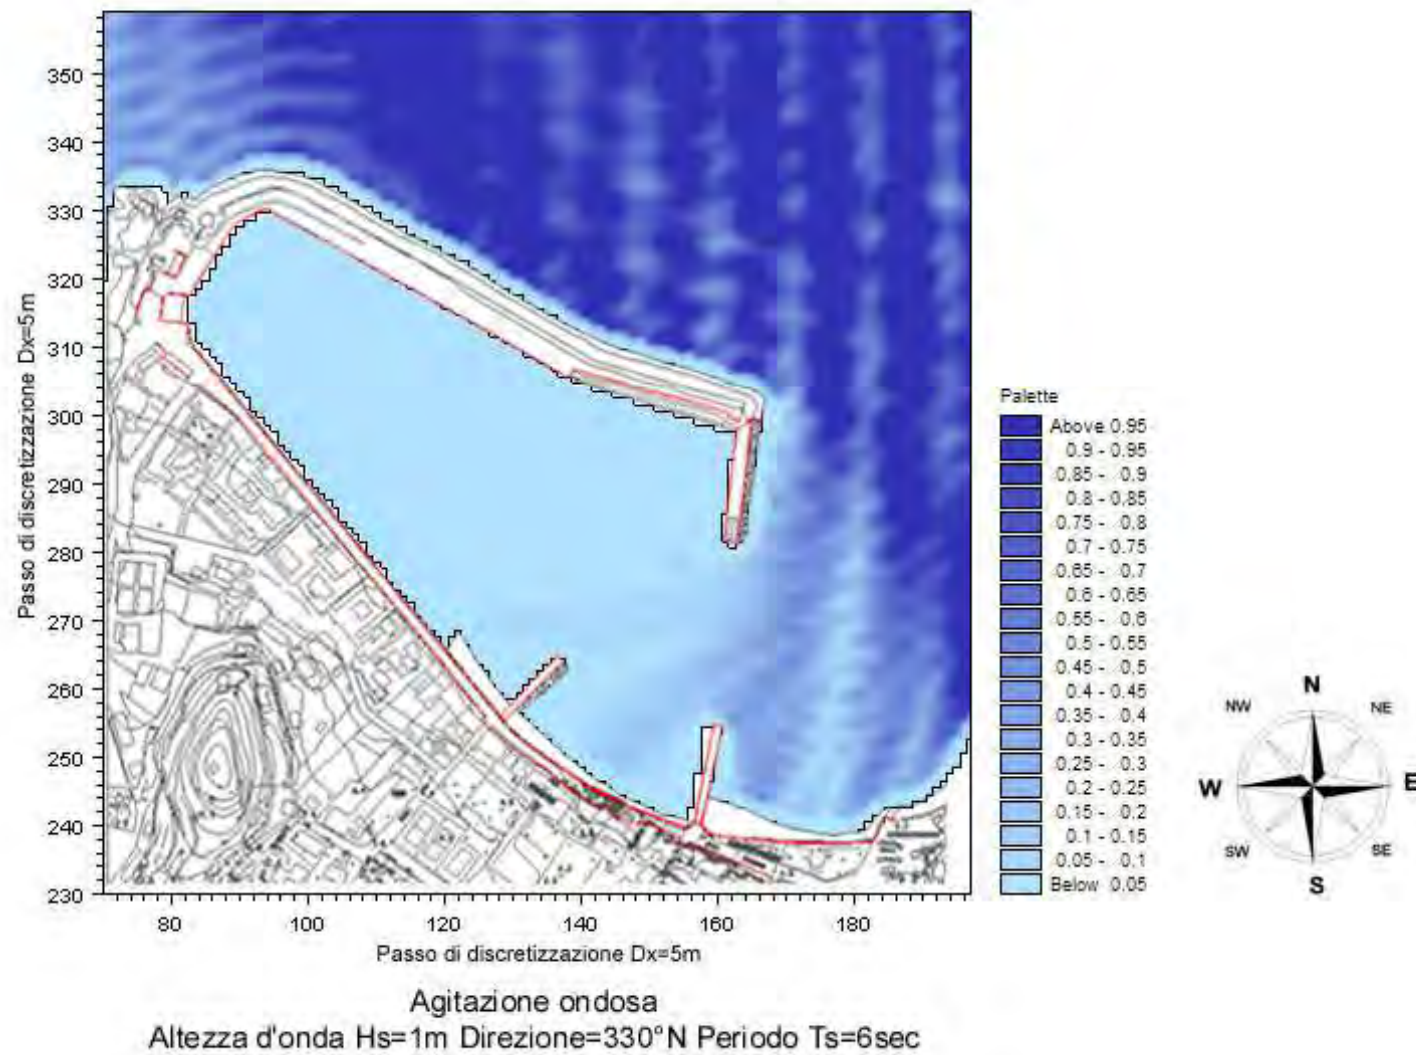 350
340
330
320
310
300
290
280
270
260
250
240
230
Passo di discretizzazione Dx=5m
80 100 120 140 160 180
Passo di discretizzazione Dx=5m
Palette
Above 0.95
0.9 - 0.95
0.85 - 0.9
0.8 - 0.85
0.75 - 0.8
0.7 - 0.75
0.65 - 0.7
0.6 - 0.65
0.55 - 0.6
0.5 - 0.55
0.45 - 0.5
0.4 - 0.45
0.35 - 0.4
0.3 - 0.35
0.25 - 0.3
0.2 - 0.25
0.15 - 0.2
0.1 - 0.15
0.05 - 0.1
Below 0.05
N
NW NE
W E
SW SE
S
Agitazione ondosa
Altezza d'onda Hs=1m Direzione=330°N Periodo Ts=6sec